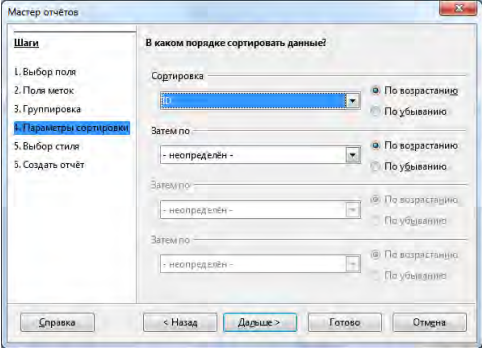 Мастер отчётов
Шаги
1. Выбор поля
2. Поля меток
3. Группировка
4. Параметры сортировки
5. Выбор стиля
6. Создать отчёт
В каком порядке сортировать данные?
Сортировка
ID
По возрастанию
По убыванию
Затем по
- неопределён -
По возрастанию
По убыванию
Затем по
- неопределён -
По возрастанию
По убыванию
Затем по
- неопределён -
По возрастанию
По убыванию
Справка
< Назад
Дальше >
Готово
Отмена